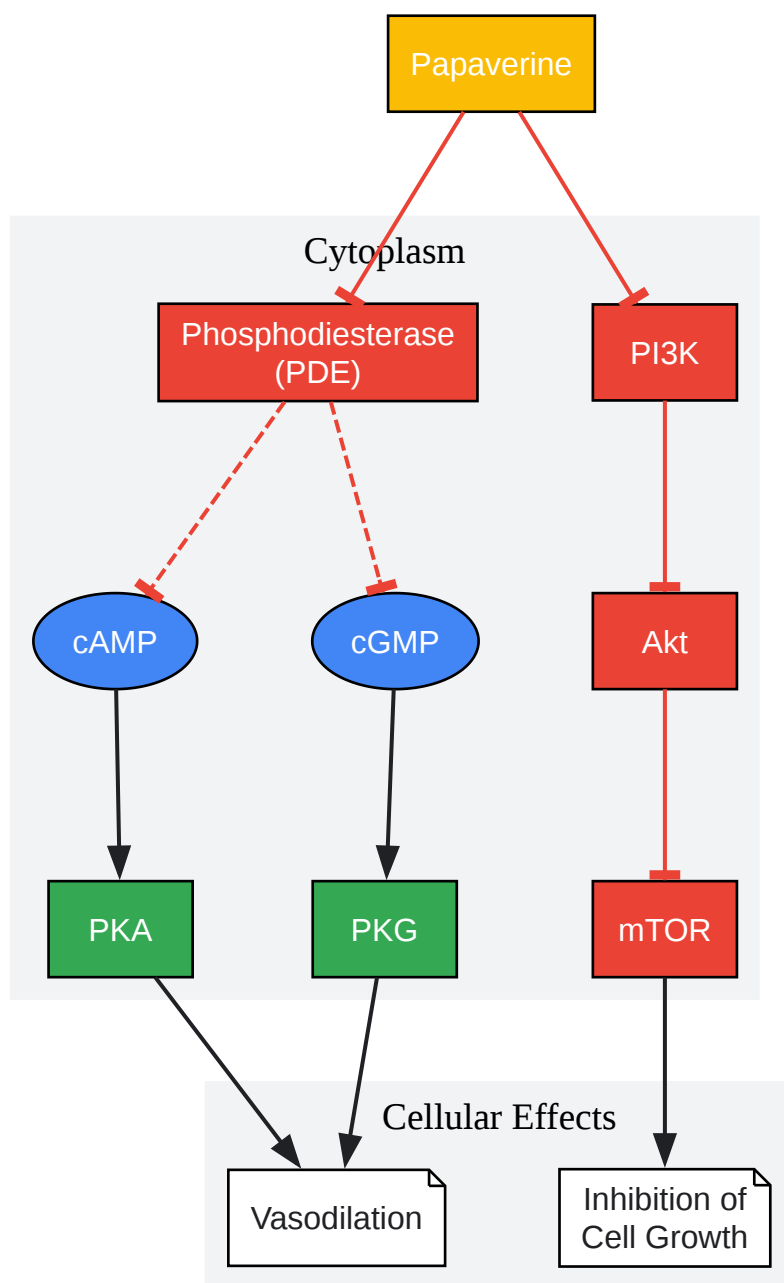 Papaverine
Cytoplasm
Phosphodiesterase
(PDE)
PI3K
cAMP
cGMP
Akt
PKA
PKG
mTOR
Cellular Effects
Vasodilation
Inhibition of
Cell Growth